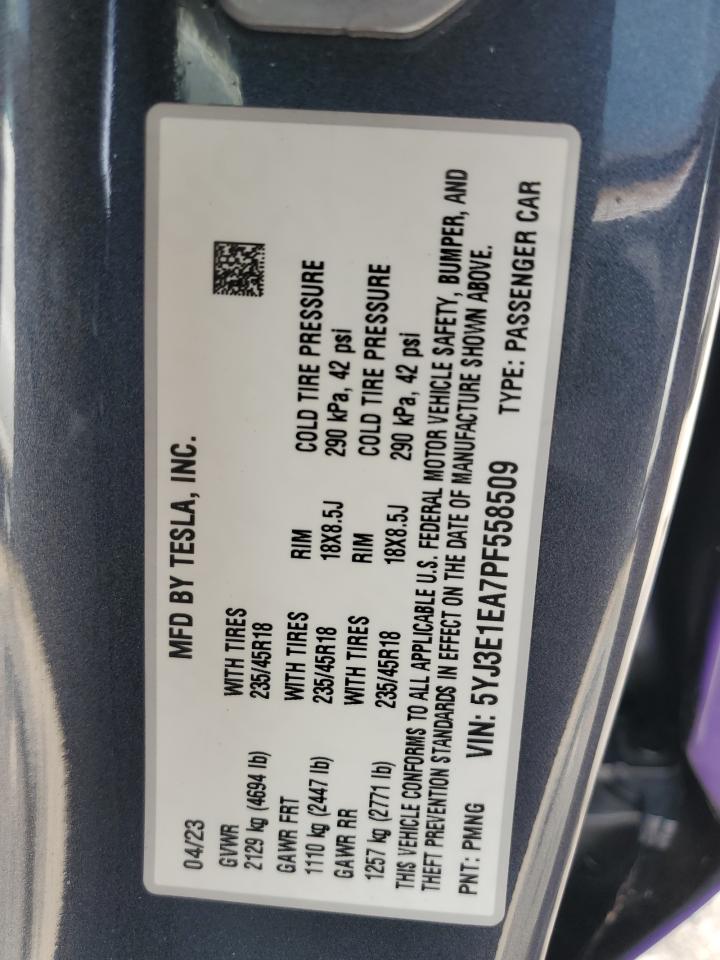 MFD BY TESLA, INC.
04/23
GVWR WITH TIRES
2129 kg (4694 lb) 235/45R18
GAWR FRT WITH TIRES RIM COLD TIRE PRESSURE
1110 kg (2447 lb) 235/45R18 18X8.5J 290 kPa, 42 psi
GAWR RR WITH TIRES RIM COLD TIRE PRESSURE
1257 kg (2771 lb) 235/45R18 18X8.5J 290 kPa, 42 psi
THIS VEHICLE CONFORMS TO ALL APPLICABLE U.S. FEDERAL MOTOR VEHICLE SAFETY, BUMPER, AND
THEFT PREVENTION STANDARDS IN EFFECT ON THE DATE OF MANUFACTURE SHOWN ABOVE.
PNT: PMNG VIN: 5YJ3E1EA7PF558509 TYPE: PASSENGER CAR